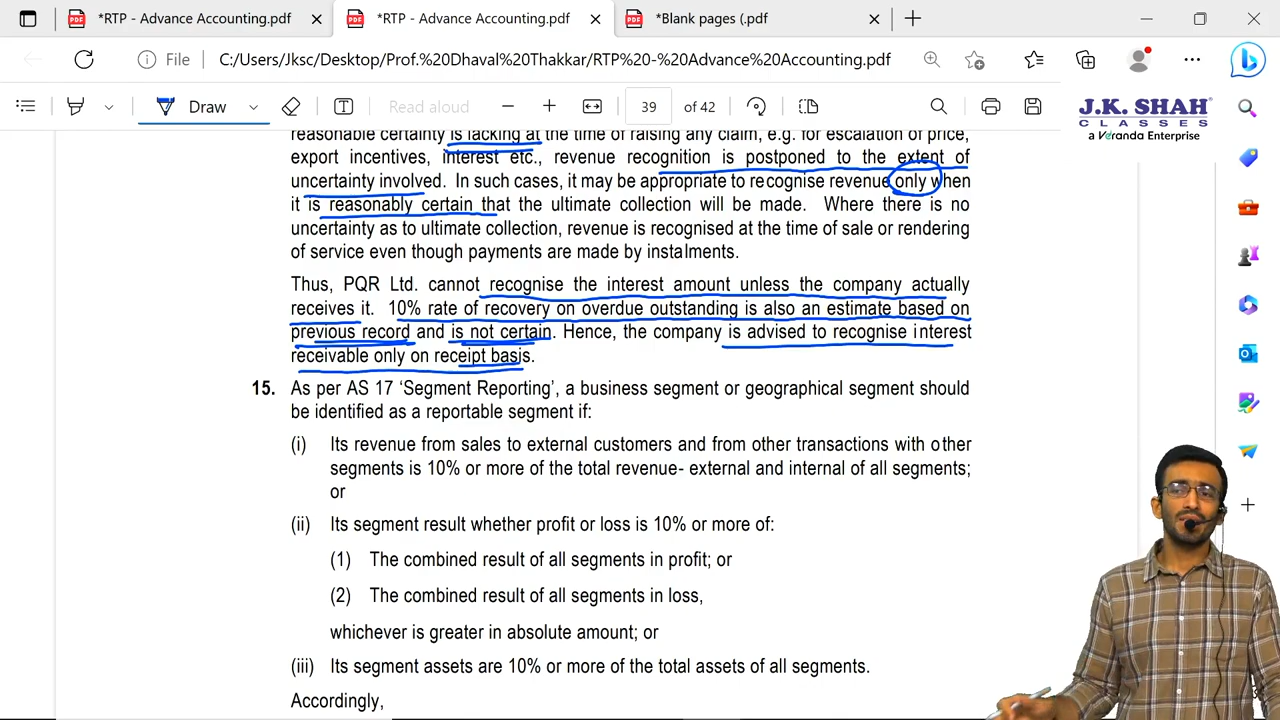 *RTP - Advance Accounting.pdf
*RTP - Advance Accounting.pdf
*Blank pages (.pdf
File
C:/Users/Jksc/Desktop/Prof.%20Dhaval%20Thakkar/RTP%20-%20Advance%20Accounting.pdf
Draw
Read aloud
39 of 42
J.K. SHAH®
CLASSES
a Veranda Enterprise
reasonable certainty is lacking at the time of raising any claim, e.g. for escalation of price,
export incentives, interest etc., revenue recognition is postponed to the extent of
uncertainty involved. In such cases, it may be appropriate to recognise revenue only when
it is reasonably certain that the ultimate collection will be made. Where there is no
uncertainty as to ultimate collection, revenue is recognised at the time of sale or rendering
of service even though payments are made by instalments.
Thus, PQR Ltd. cannot recognise the interest amount unless the company actually
receives it. 10% rate of recovery on overdue outstanding is also an estimate based on
previous record and is not certain. Hence, the company is advised to recognise interest
receivable only on receipt basis.
15. As per AS 17 ‘Segment Reporting’, a business segment or geographical segment should
be identified as a reportable segment if:
(i) Its revenue from sales to external customers and from other transactions with other
segments is 10% or more of the total revenue- external and internal of all segments;
or
(ii) Its segment result whether profit or loss is 10% or more of:
(1) The combined result of all segments in profit; or
(2) The combined result of all segments in loss,
whichever is greater in absolute amount; or
(iii) Its segment assets are 10% or more of the total assets of all segments.
Accordingly,